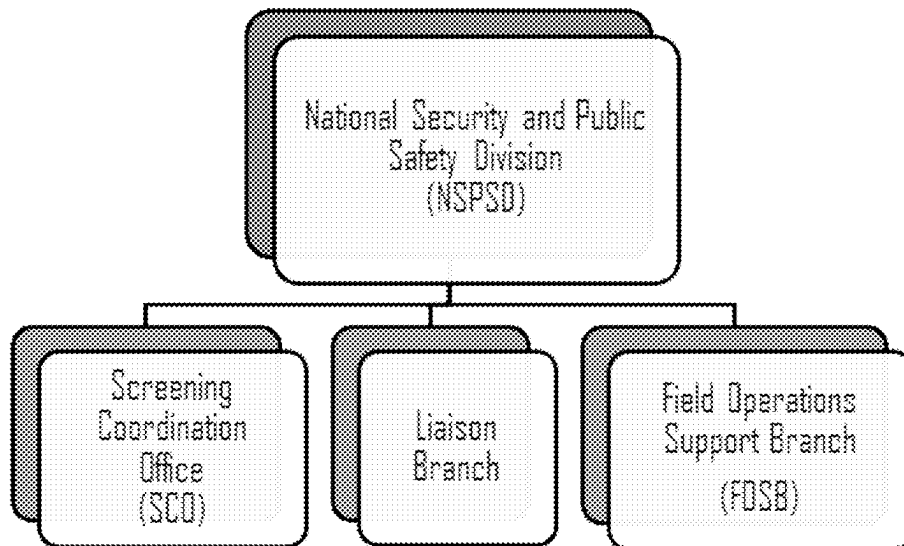 National Security and Public
Safety Division
(NSPSD)
Screening
Coordination
Office
(SCO)
Liaison
Branch
Field Operations
Support Branch
(FOSB)